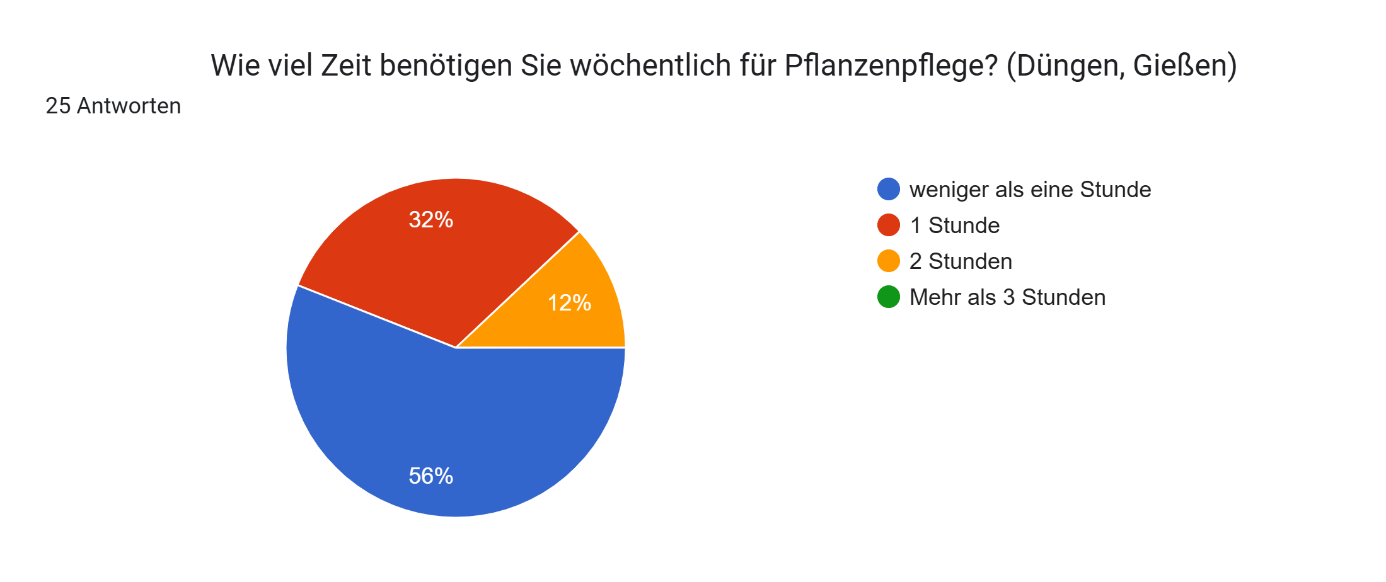 Wie viel Zeit benötigen Sie wöchentlich für Pflanzenpflege? (Düngen, Gießen)
25 Antworten
32%
12%
56%
weniger als eine Stunde
1 Stunde
2 Stunden
Mehr als 3 Stunden